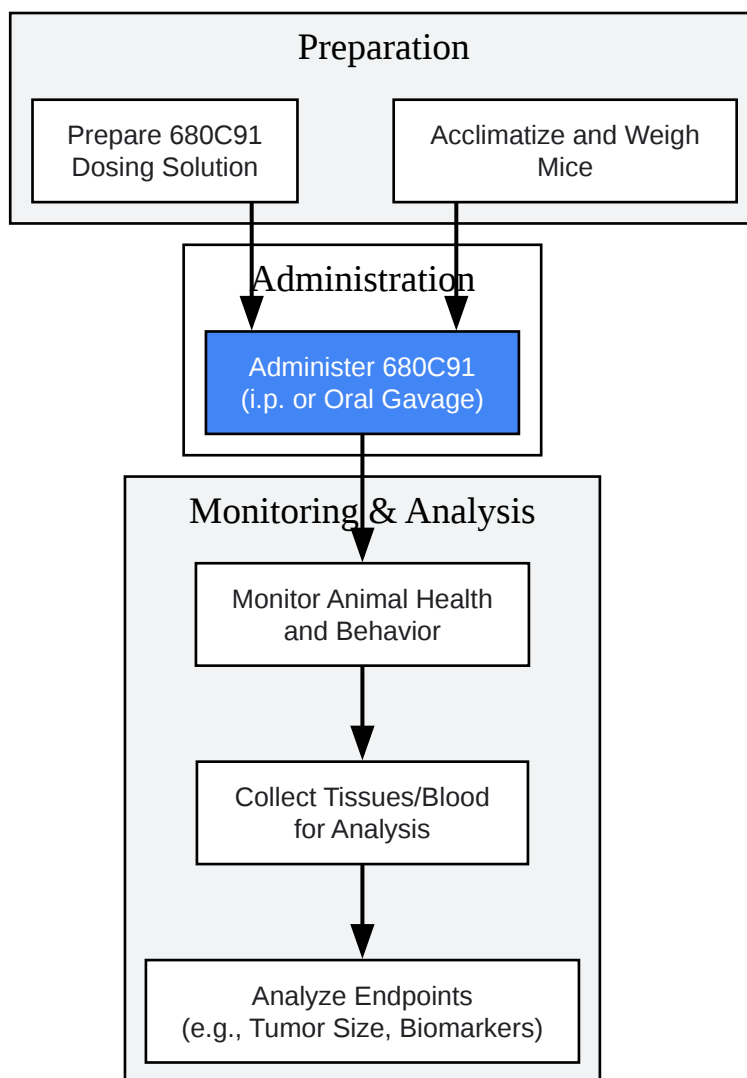 Preparation
Prepare 680C91
Dosing Solution
Acclimatize and Weigh
Mice
Administration
Administer 680C91
(i.p. or Oral Gavage)
Monitoring & Analysis
Monitor Animal Health
and Behavior
Collect Tissues/Blood
for Analysis
Analyze Endpoints
(e.g., Tumor Size, Biomarkers)